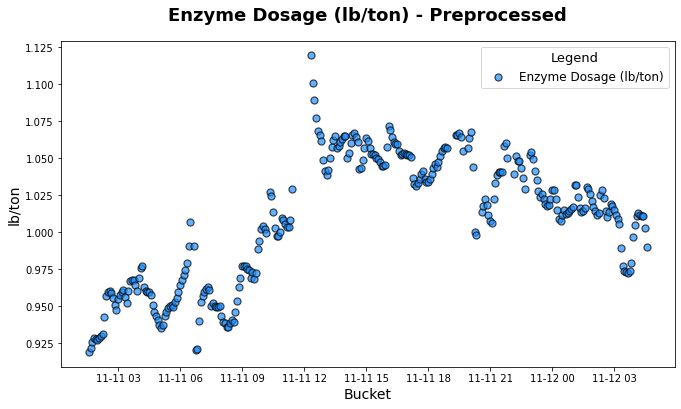 Enzyme Dosage (lb/ton) - Preprocessed
Legend
Enzyme Dosage (lb/ton)
lb/ton
1.125
1.100
1.075
1.050
1.025
1.000
0.975
0.950
0.925
11-11 03 11-11 06 11-11 09 11-11 12 11-11 15 11-11 18 11-11 21 11-12 00 11-12 03
Bucket